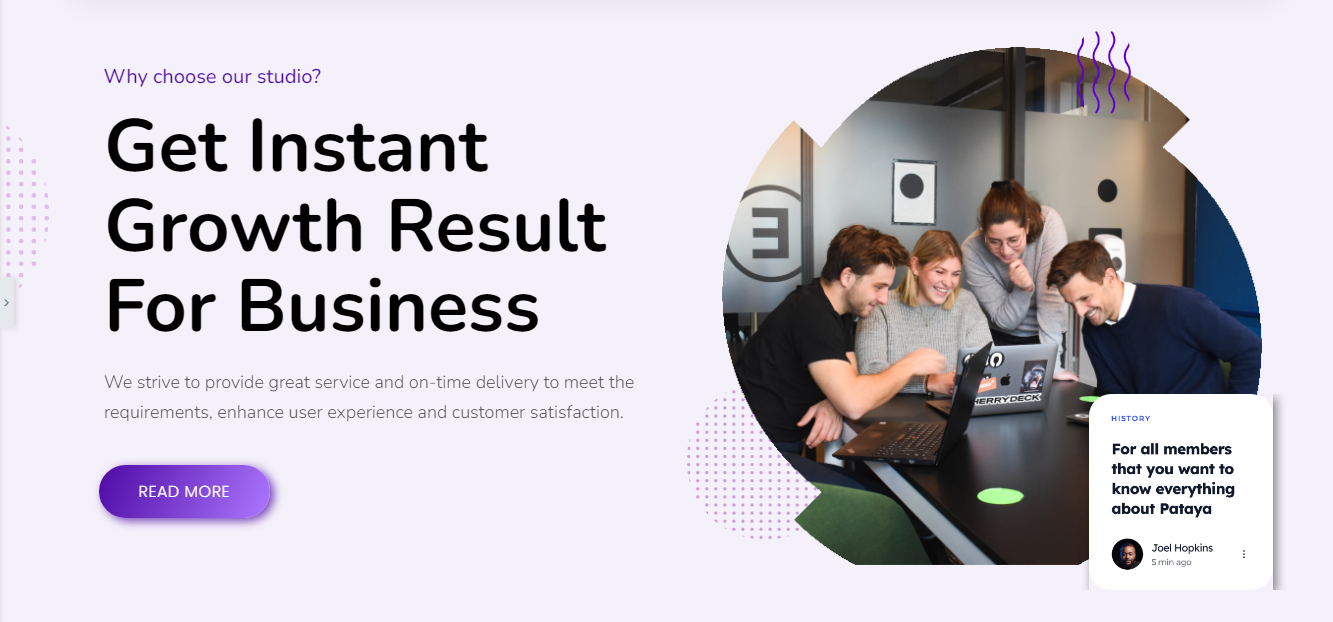 Why choose our studio?
Get Instant
Growth Result
For Business
We strive to provide great service and on-time delivery to meet the
requirements, enhance user experience and customer satisfaction.
READ MORE
HERRYDECK
HISTORY
For all members
that you want to
know everything
about Pataya
Joel Hopkins
5 min ago